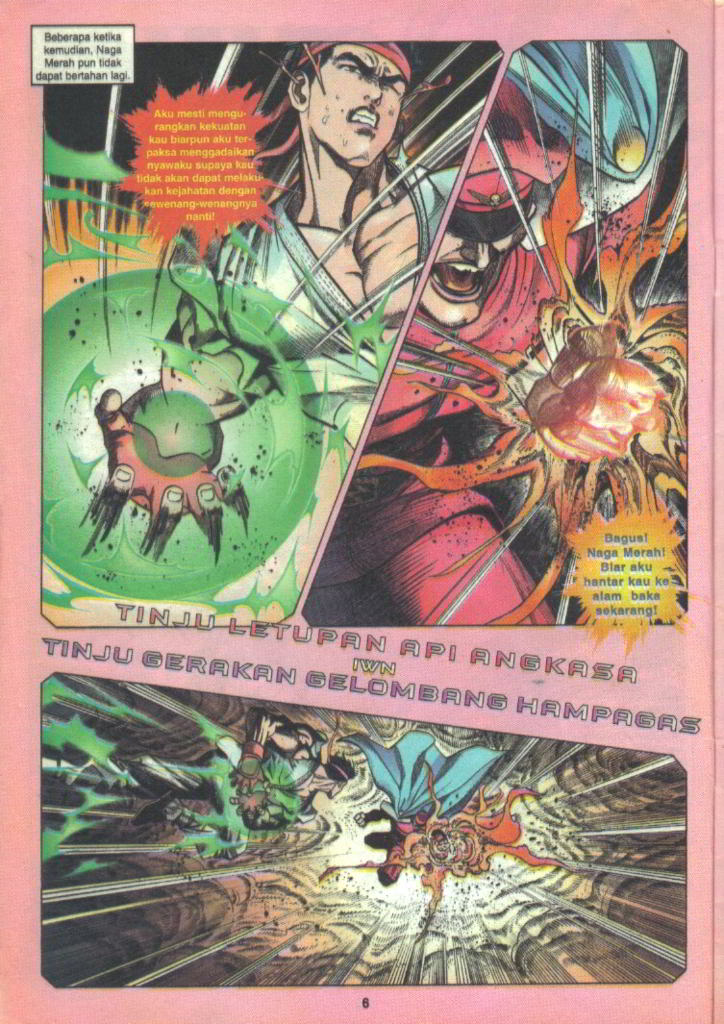 Beberapa ketika
kemudian, Naga
Merah pun tidak
dapat bertahan lagi.
Aku mesti mengu-
rangkan kekuatan
kau biarpun aku ter-
paksa menggadaikan
nyawaku supaya kau
tidak akan dapat melaku-
kan kejahatan dengan
sewenang-wenangnya
nanti!
Bagus!
Naga Merah!
Biar aku
hantar kau ke
alam baka
sekarang!
TINJU LETUPAN API ANGKASA
IWN
TINJU GERAKAN GELOMBANG HAMPAGAS
6